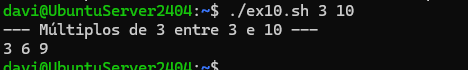 davi@UbuntuServer2404:~$ ./ex10.sh 3 10
--- Múltiplos de 3 entre 3 e 10 ---
3 6 9
davi@UbuntuServer2404:~$